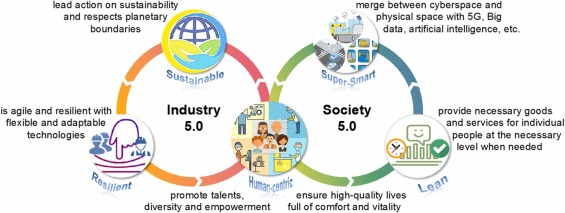 lead action on sustainability
and respects planetary
boundaries
merge between cyberspace and
physical space with 5G, Big
data, artificial intelligence, etc.
Sustainable
Super-Smart
Industry
5.0
Society
5.0
is agile and resilient with
flexible and adaptable
technologies
provide necessary goods
and services for individual
people at the necessary
level when needed
Resilient
Human-centric
Lean
promote talents,
diversity and empowerment
ensure high-quality lives
full of comfort and vitality